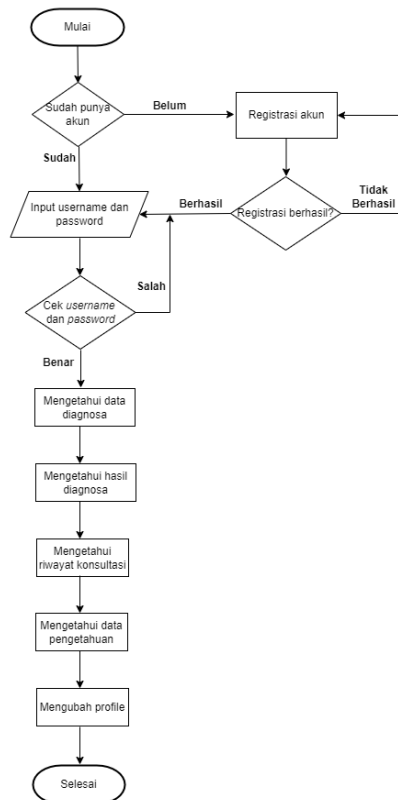 Mulai
Sudah punya
akun
Belum
Registrasi akun
Sudah
Input username dan
password
Berhasil
Registrasi berhasil?
Tidak
Berhasil
Cek username
dan password
Salah
Benar
Mengetahui data
diagnosa
Mengetahui hasil
diagnosa
Mengetahui
riwayat konsultasi
Mengetahui data
pengetahuan
Mengubah profile
Selesai